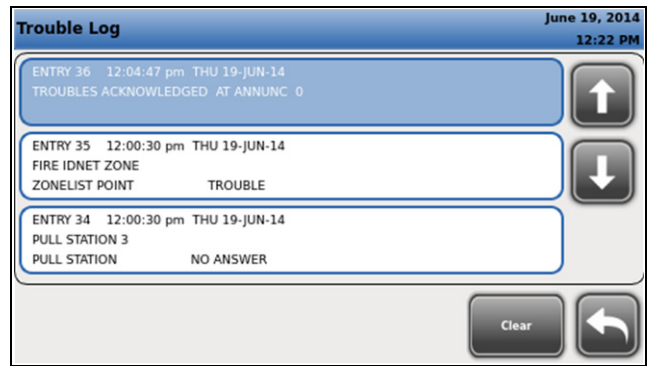 Trouble Log
June 19, 2014
12:22 PM
ENTRY 36 12:04:47 pm THU 19-JUN-14
TROUBLES ACKNOWLEDGED AT ANNUNC 0
ENTRY 35 12:00:30 pm THU 19-JUN-14
FIRE IDNET ZONE
ZONELIST POINT TROUBLE
ENTRY 34 12:00:30 pm THU 19-JUN-14
PULL STATION 3
PULL STATION NO ANSWER
Clear